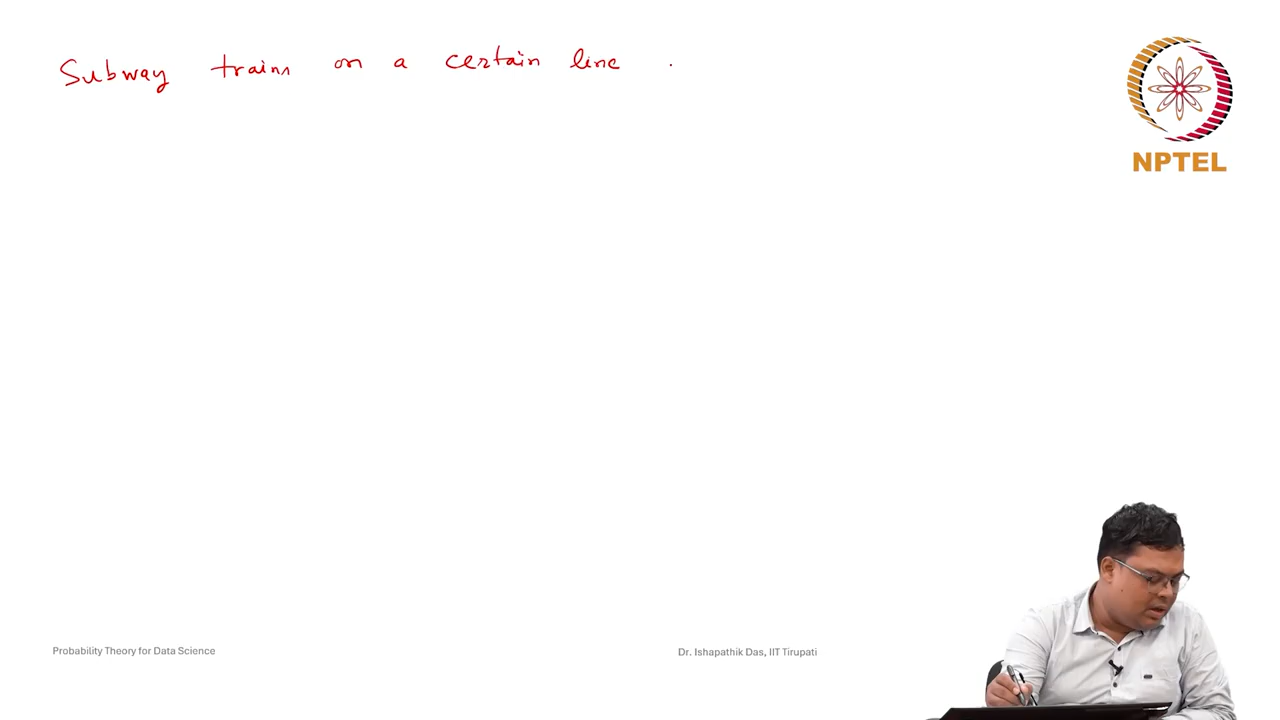 Subway trains on a certain line
NPTEL
Probability Theory for Data Science
Dr. Ishapathik Das, IIT Tirupati